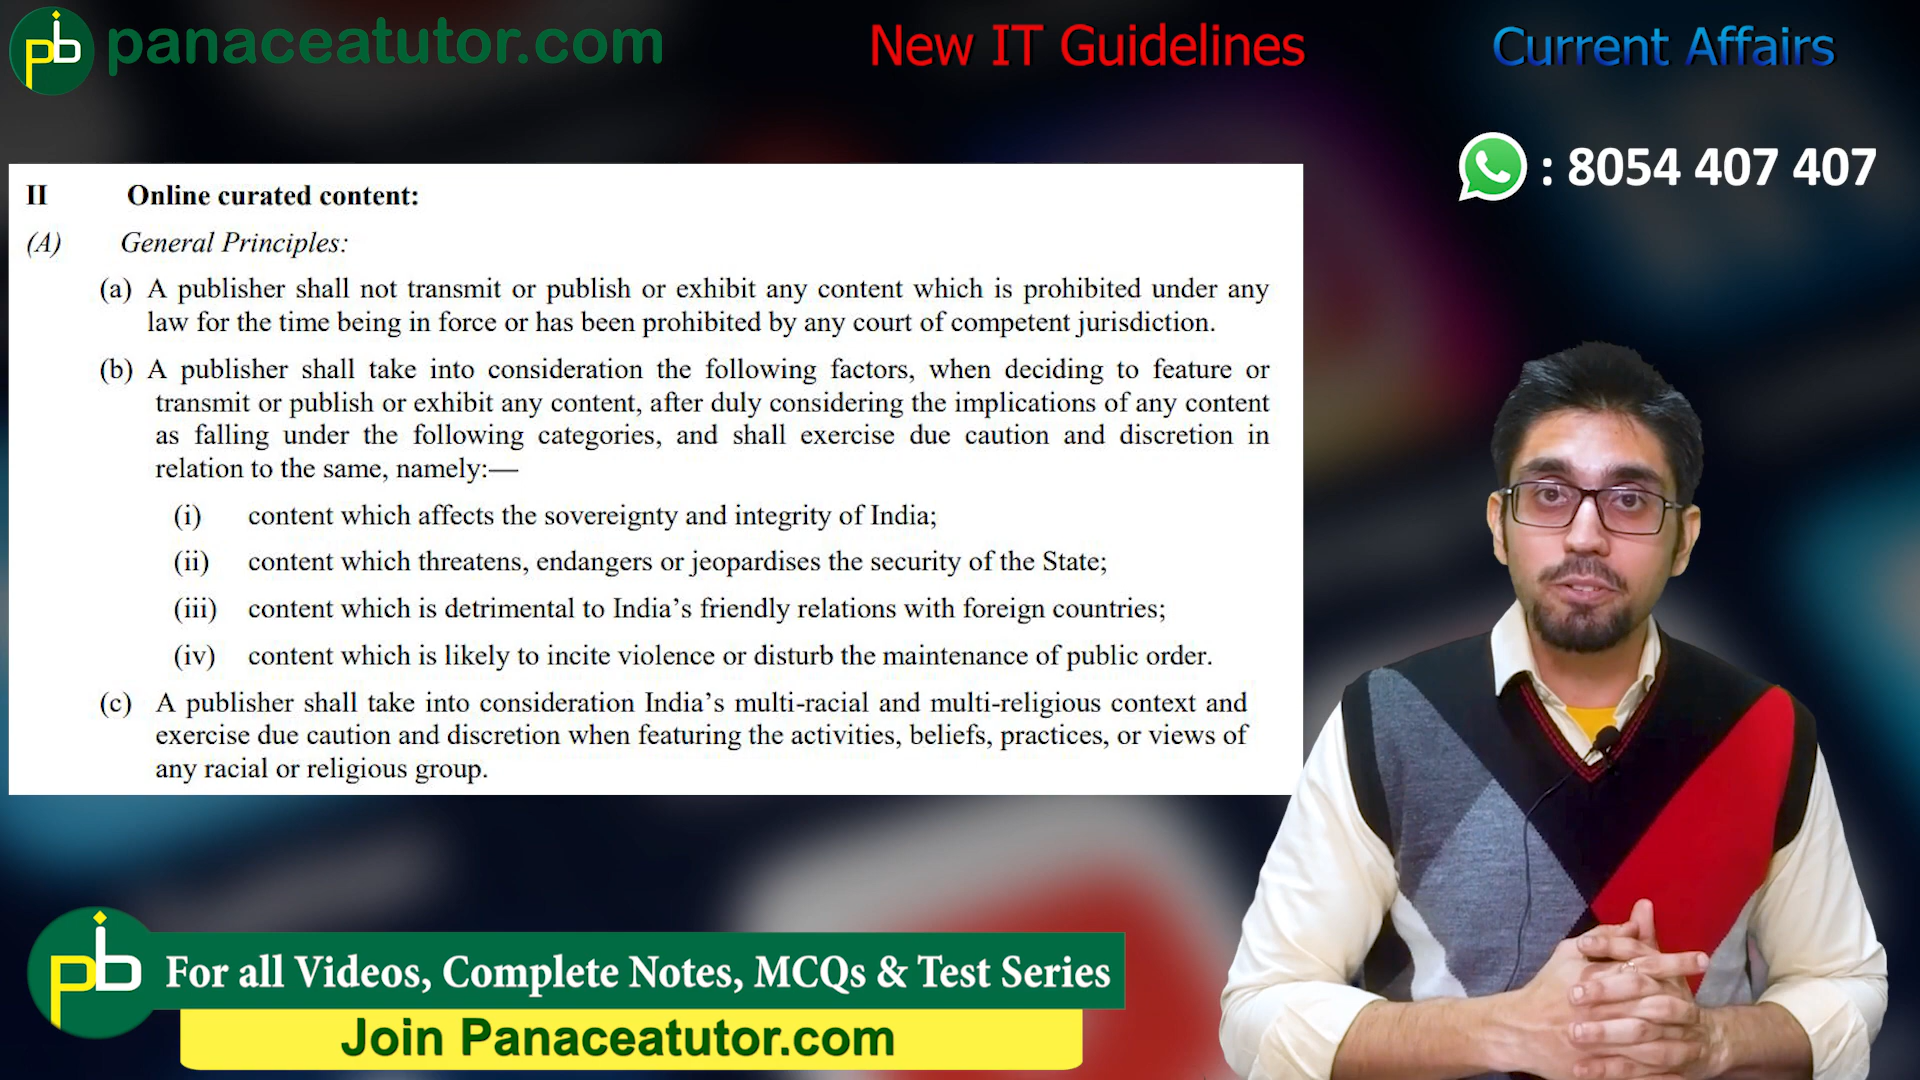 pib panaceatutor.com
New IT Guidelines
Current Affairs
: 8054 407 407
II Online curated content:
(A) General Principles:
(a) A publisher shall not transmit or publish or exhibit any content which is prohibited under any
law for the time being in force or has been prohibited by any court of competent jurisdiction.
(b) A publisher shall take into consideration the following factors, when deciding to feature or
transmit or publish or exhibit any content, after duly considering the implications of any content
as falling under the following categories, and shall exercise due caution and discretion in
relation to the same, namely:—
(i) content which affects the sovereignty and integrity of India;
(ii) content which threatens, endangers or jeopardises the security of the State;
(iii) content which is detrimental to India’s friendly relations with foreign countries;
(iv) content which is likely to incite violence or disturb the maintenance of public order.
(c) A publisher shall take into consideration India’s multi-racial and multi-religious context and
exercise due caution and discretion when featuring the activities, beliefs, practices, or views of
any racial or religious group.
pib For all Videos, Complete Notes, MCQs & Test Series
Join Panaceatutor.com